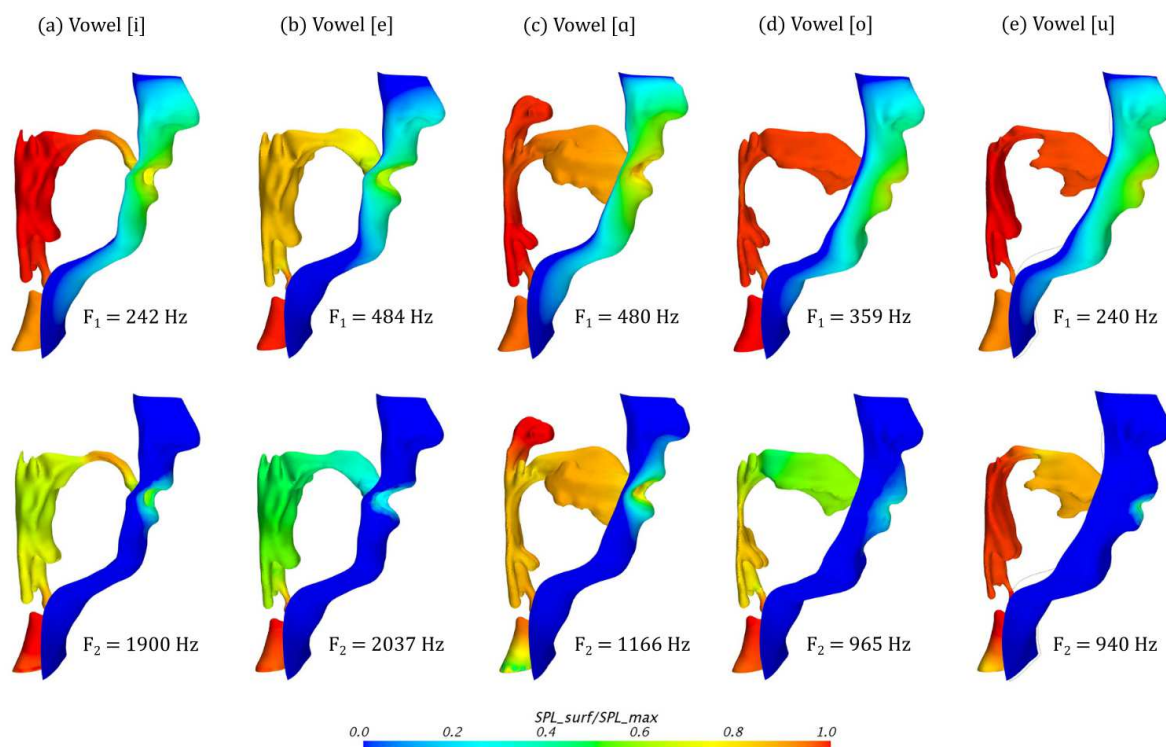 (a) Vowel [i] (b) Vowel [e] (c) Vowel [ɑ] (d) Vowel [o] (e) Vowel [u]
F₁ = 242 Hz F₁ = 484 Hz F₁ = 480 Hz F₁ = 359 Hz F₁ = 240 Hz
F₂ = 1900 Hz F₂ = 2037 Hz F₂ = 1166 Hz F₂ = 965 Hz F₂ = 940 Hz
SPL_surf/SPL_max
0.0 0.2 0.4 0.6 0.8 1.0